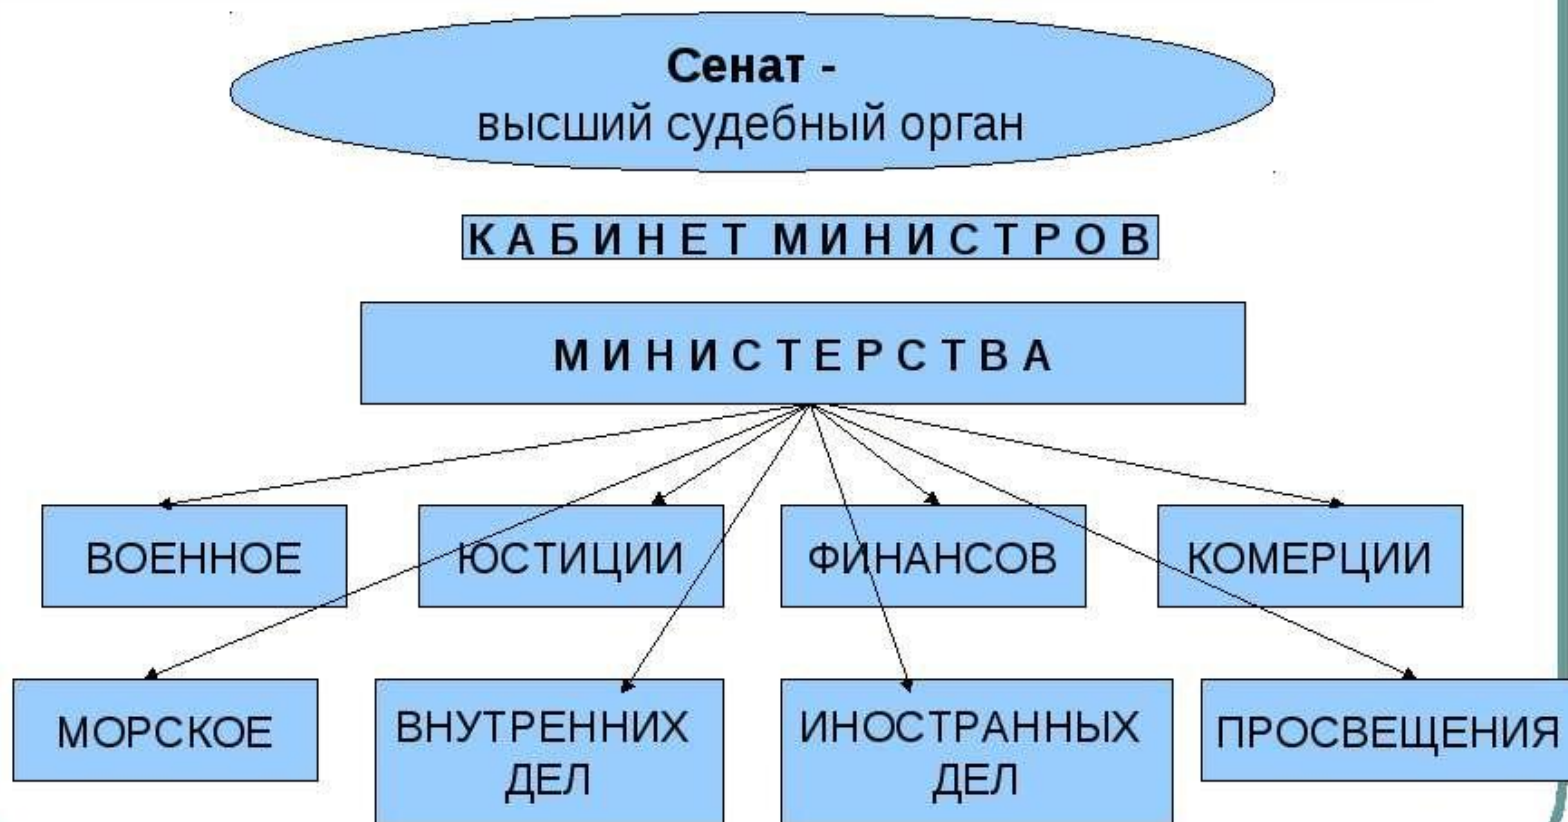 Сенат -
высший судебный орган
КАБИНЕТ МИНИСТРОВ
МИНИСТЕРСТВА
ВОЕННОЕ
ЮСТИЦИИ
ФИНАНСОВ
КОМЕРЦИИ
МОРСКОЕ
ВНУТРЕННИХ
ДЕЛ
ИНОСТРАННЫХ
ДЕЛ
ПРОСВЕЩЕНИЯ